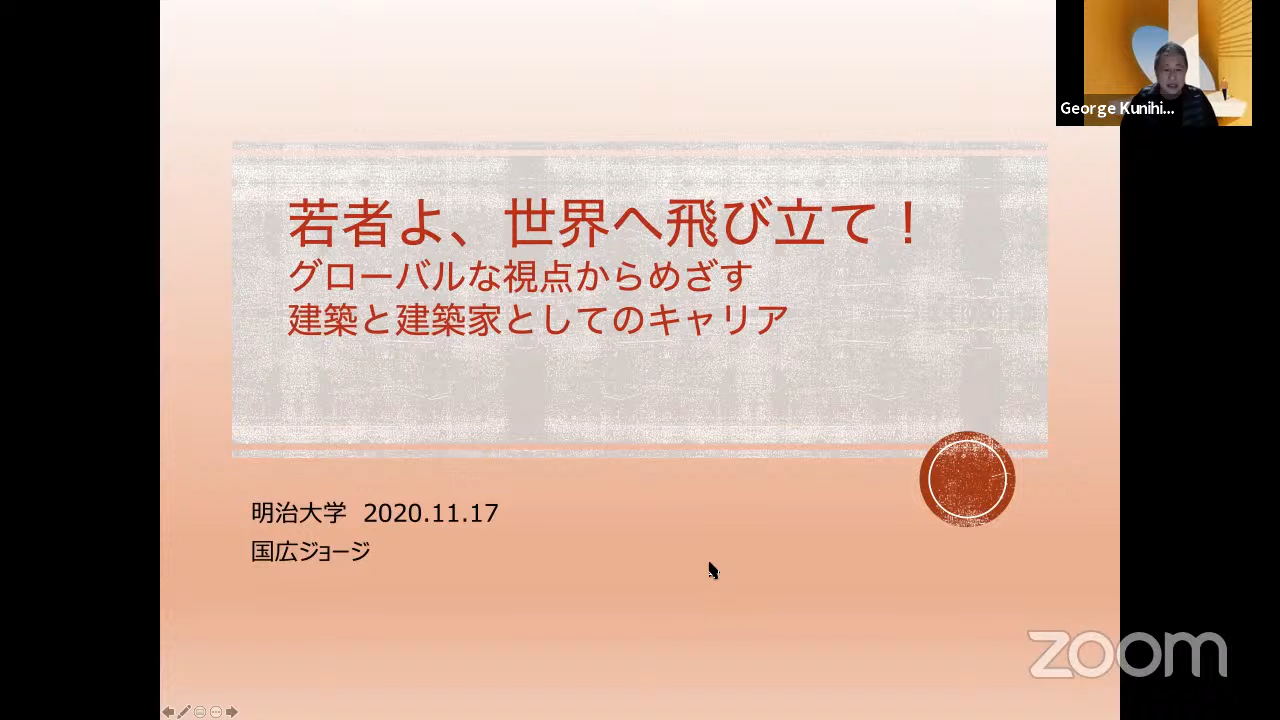 若者よ、世界へ飛び立て！
グローバルな視点からめざす
建築と建築家としてのキャリア
明治大学 2020.11.17
国広ジョージ
George Kunihi...
zoom